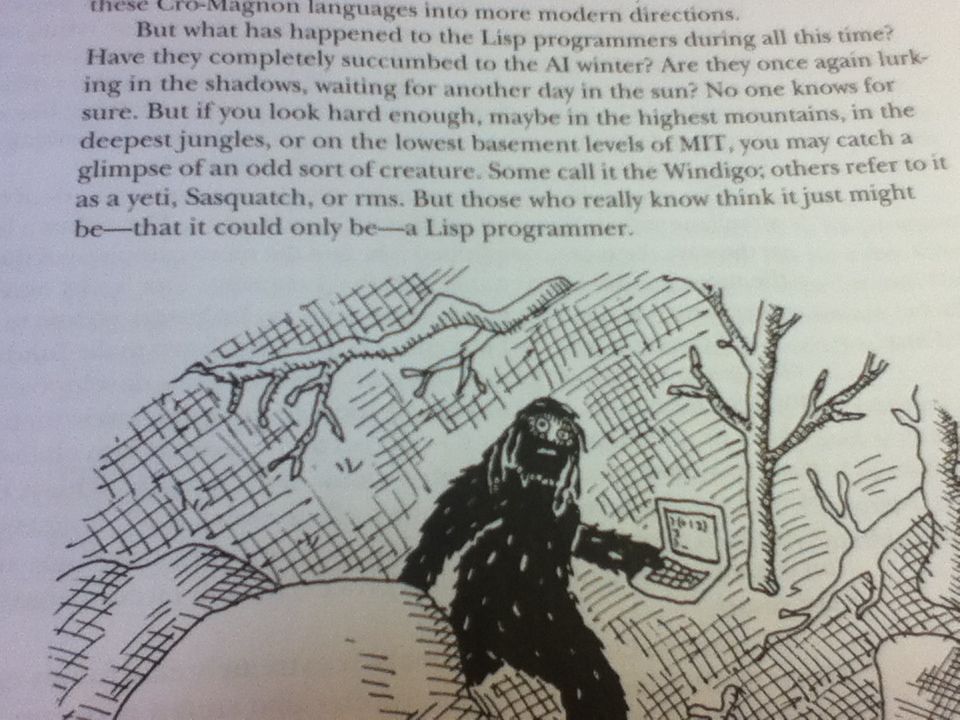 these Cro-Magnon languages into more modern directions.
But what has happened to the Lisp programmers during all this time?
Have they completely succumbed to the AI winter? Are they once again lurk-
ing in the shadows, waiting for another day in the sun? No one knows for
sure. But if you look hard enough, maybe in the highest mountains, in the
deepest jungles, or on the lowest basement levels of MIT, you may catch a
glimpse of an odd sort of creature. Some call it the Windigo; others refer to it
as a yeti, Sasquatch, or rms. But those who really know think it just might
be—that it could only be—a Lisp programmer.